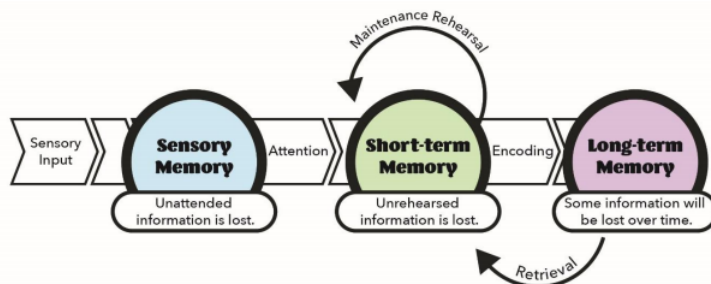 Maintenance Rehearsal
Sensory
Input
Sensory
Memory
Attention
Short-term
Memory
Encoding
Long-term
Memory
Unattended
information is lost.
Unrehearsed
information is lost.
Some information will
be lost over time.
Retrieval